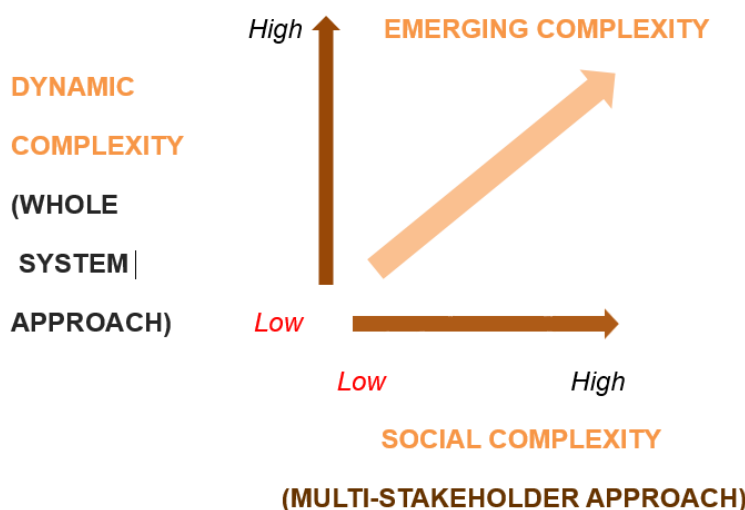 High
EMERGING COMPLEXITY
DYNAMIC
COMPLEXITY
(WHOLE
SYSTEM
APPROACH)
Low
Low
High
SOCIAL COMPLEXITY
(MULTI-STAKEHOLDER APPROACH)